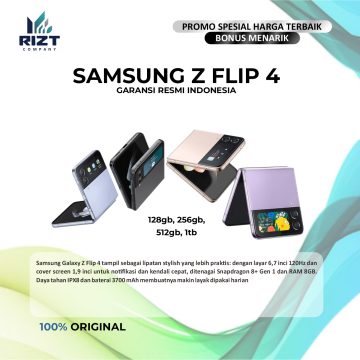 RIZT
COMPANY
PROMO SPESIAL HARGA TERBAIK
BONUS MENARIK
SAMSUNG Z FLIP 4
GARANSI RESMI INDONESIA
128gb, 256gb,
512gb, 1tb
Samsung Galaxy Z Flip 4 tampil sebagai lipatan stylish yang lebih praktis: dengan layar 6,7 inci 120Hz dan
cover screen 1,9 inci untuk notifikasi dan kendali cepat, ditenagai Snapdragon 8+ Gen 1 dan RAM 8GB.
Daya tahan IPX8 dan baterai 3700 mAh membuatnya makin layak dipakai harian
100% ORIGINAL